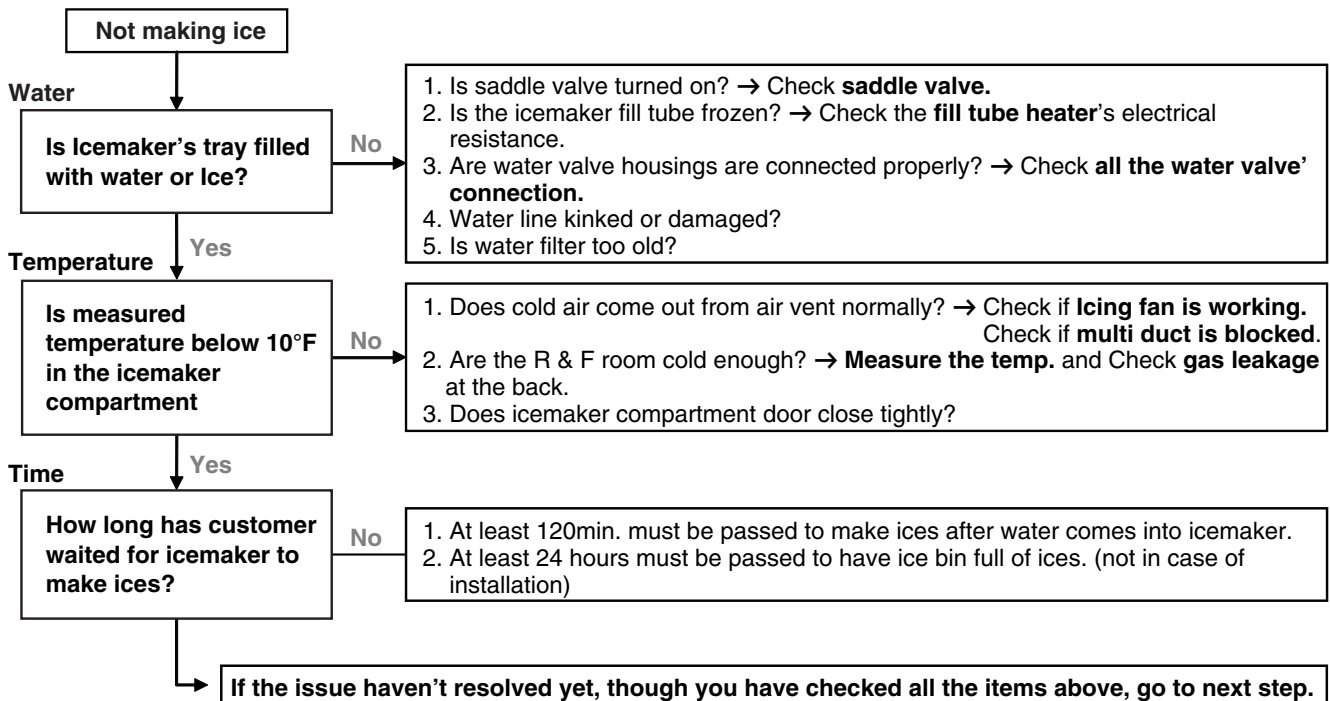 Not making ice
Water
Is Icemaker's tray filled
with water or Ice?
No
1. Is saddle valve turned on? → Check saddle valve.
2. Is the icemaker fill tube frozen? → Check the fill tube heater's electrical
resistance.
3. Are water valve housings are connected properly? → Check all the water valve'
connection.
4. Water line kinked or damaged?
5. Is water filter too old?
Yes
Temperature
Is measured
temperature below 10°F
in the icemaker
compartment
No
1. Does cold air come out from air vent normally? → Check if Icing fan is working.
Check if multi duct is blocked.
2. Are the R & F room cold enough? → Measure the temp. and Check gas leakage
at the back.
3. Does icemaker compartment door close tightly?
Yes
Time
How long has customer
waited for icemaker to
make ices?
No
1. At least 120min. must be passed to make ices after water comes into icemaker.
2. At least 24 hours must be passed to have ice bin full of ices. (not in case of
installation)
If the issue haven't resolved yet, though you have checked all the items above, go to next step.